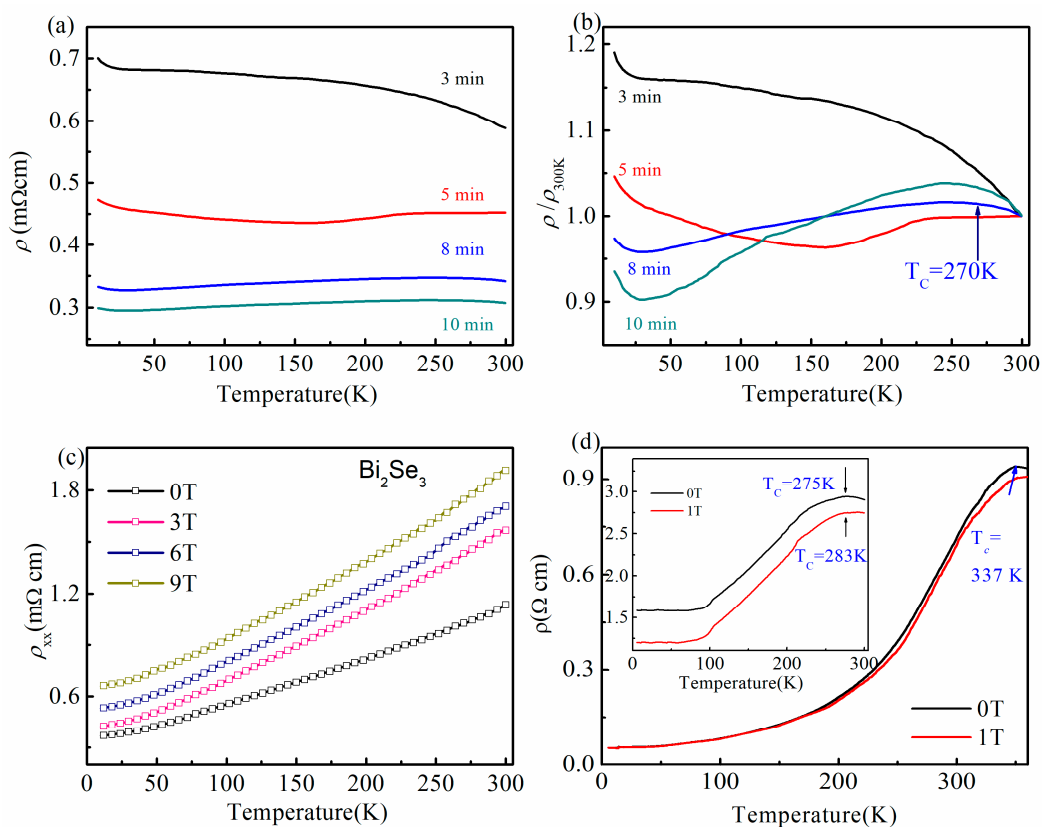 (a)
0.7
0.6
0.5
0.4
0.3
ρ (mΩcm)
3 min
5 min
8 min
10 min
50 100 150 200 250 300
Temperature(K)
(b)
1.2
1.1
1.0
0.9
ρ/ρ300K
3 min
5 min
8 min
10 min
TC=270K
50 100 150 200 250 300
Temperature(K)
(c)
Bi2Se3
1.8
1.2
0.6
ρxx(mΩ cm)
0T
3T
6T
9T
0 50 100 150 200 250 300
Temperature(K)
(d)
0.9
0.6
0.3
0.0
ρ(Ω cm)
3.0
2.5
2.0
1.5
0T
1T
TC=275K
TC=283K
0 100 200 300
Temperature(K)
Tc=
337 K
0T
1T
0 100 200 300
Temperature(K)